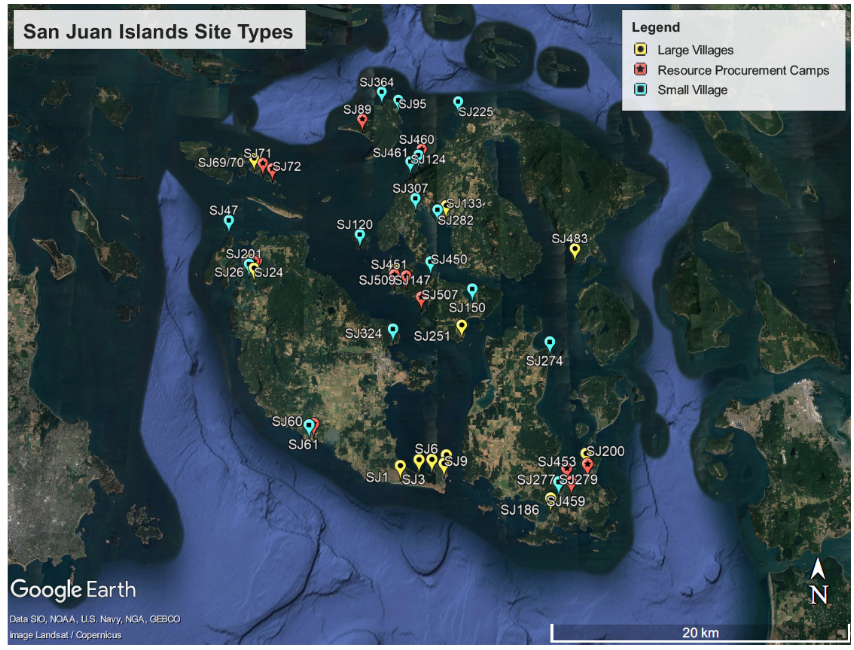 San Juan Islands Site Types
Legend
Large Villages
Resource Procurement Camps
Small Village
SJ364
SJ95
SJ225
SJ89
SJ460
SJ71
SJ461
SJ124
SJ69/70
SJ72
SJ307
SJ133
SJ47
SJ282
SJ120
SJ483
SJ201
SJ451
SJ450
SJ26
SJ24
SJ509
SJ147
SJ507
SJ150
SJ324
SJ251
SJ274
SJ60
SJ61
SJ6
SJ200
SJ9
SJ453
SJ1
SJ3
SJ277
SJ279
SJ459
SJ186
Google Earth
N
Data SIO, NOAA, U.S. Navy, NGA, GEBCO
Image Landsat / Copernicus
20 km